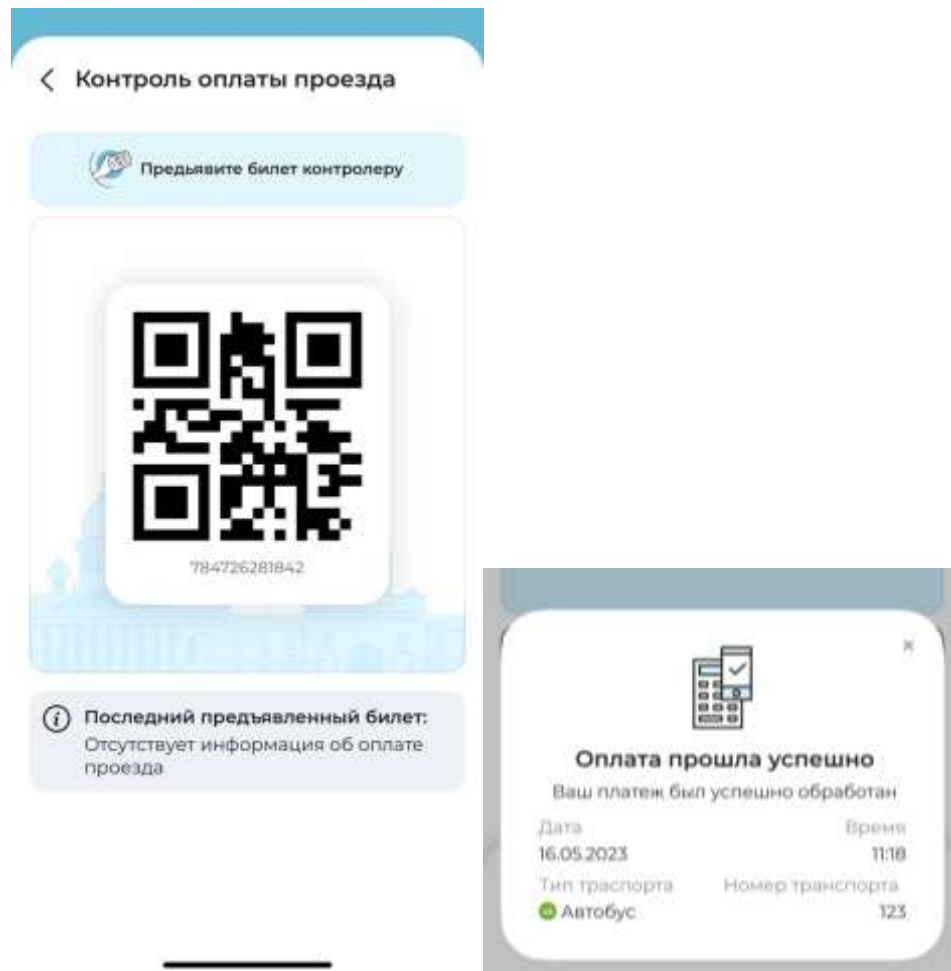 Контроль оплаты проезда
Предьявите билет контролеру
784726281842
Последний предъявленный билет:
Отсутствует информация об оплате
проезда
Оплата прошла успешно
Ваш платеж был успешно обработан
Дата Время
16.05.2023 11:18
Тип траспорта Номер транспорта
Автобус 123